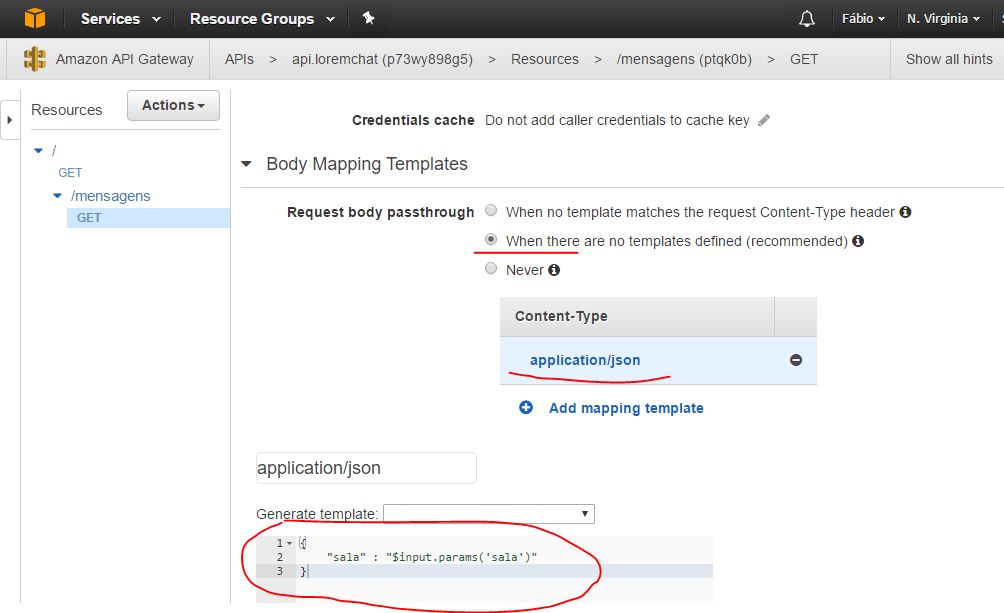 Services Resource Groups Fábio N. Virginia
Amazon API Gateway APIs > api.loremchat (p73wy898g5) > Resources > /mensagens (ptqk0b) > GET Show all hints
Resources
Actions
/
GET
/mensagens
GET
Credentials cache Do not add caller credentials to cache key
Body Mapping Templates
Request body passthrough When no template matches the request Content-Type header
When there are no templates defined (recommended)
Never
Content-Type
application/json
Add mapping template
application/json
Generate template:
1 {
2 "sala" : "$input.params('sala')"
3 }